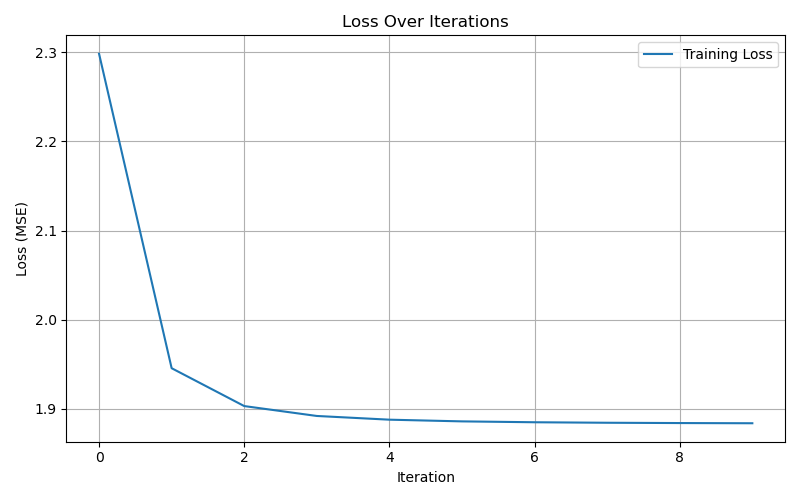 Loss Over Iterations
Training Loss
2.3
2.2
2.1
2.0
1.9
Loss (MSE)
0 2 4 6 8
Iteration